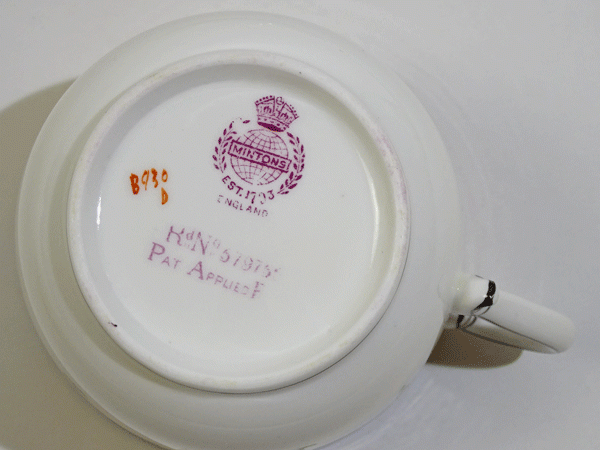 MINTONS
EST. 1793
ENGLAND
B930
D
Rd No
PAT APPLIED F